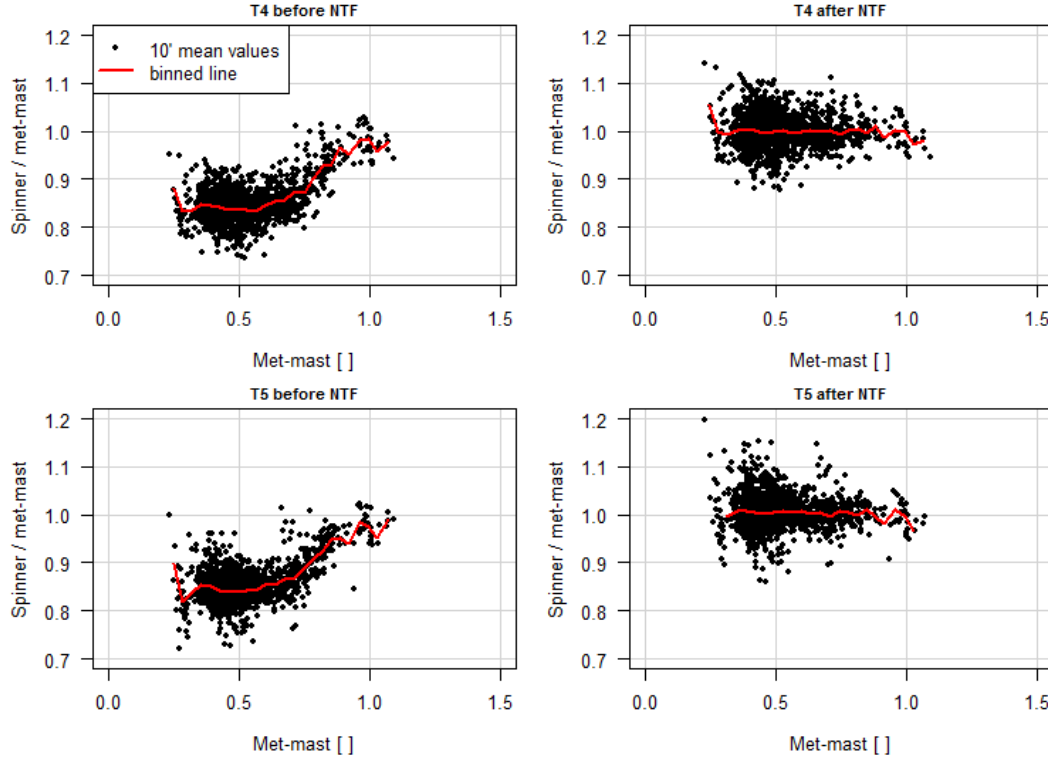 T4 before NTF
1.2
1.1
1.0
0.9
0.8
0.7
Spinner / met-mast
10' mean values
binned line
0.0 0.5 1.0 1.5
Met-mast [ ]
T4 after NTF
1.2
1.1
1.0
0.9
0.8
0.7
Spinner / met-mast
0.0 0.5 1.0 1.5
Met-mast [ ]
T5 before NTF
1.2
1.1
1.0
0.9
0.8
0.7
Spinner / met-mast
0.0 0.5 1.0 1.5
Met-mast [ ]
T5 after NTF
1.2
1.1
1.0
0.9
0.8
0.7
Spinner / met-mast
0.0 0.5 1.0 1.5
Met-mast [ ]